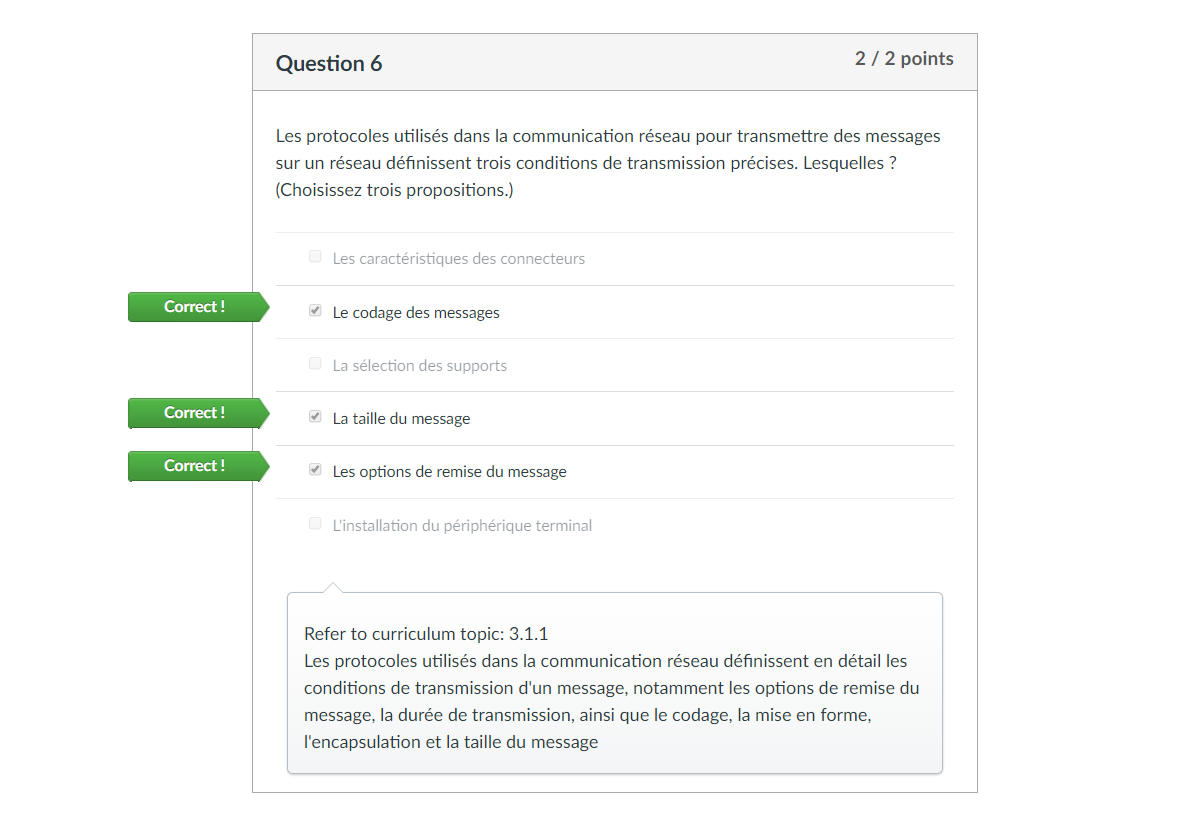 Question 6
2 / 2 points
Les protocoles utilisés dans la communication réseau pour transmettre des messages
sur un réseau définissent trois conditions de transmission précises. Lesquelles ?
(Choisissez trois propositions.)
Les caractéristiques des connecteurs
Correct !
Le codage des messages
La sélection des supports
Correct !
La taille du message
Correct !
Les options de remise du message
L'installation du périphérique terminal
Refer to curriculum topic: 3.1.1
Les protocoles utilisés dans la communication réseau définissent en détail les
conditions de transmission d'un message, notamment les options de remise du
message, la durée de transmission, ainsi que le codage, la mise en forme,
l'encapsulation et la taille du message